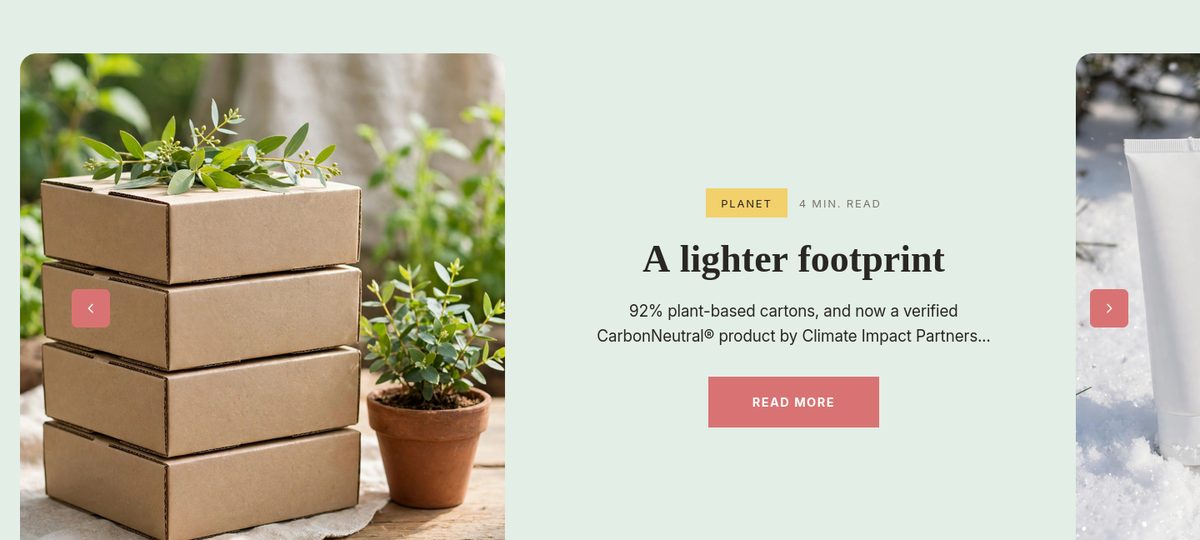 PLANET 4 MIN. READ
A lighter footprint
92% plant-based cartons, and now a verified
CarbonNeutral® product by Climate Impact Partners...
READ MORE